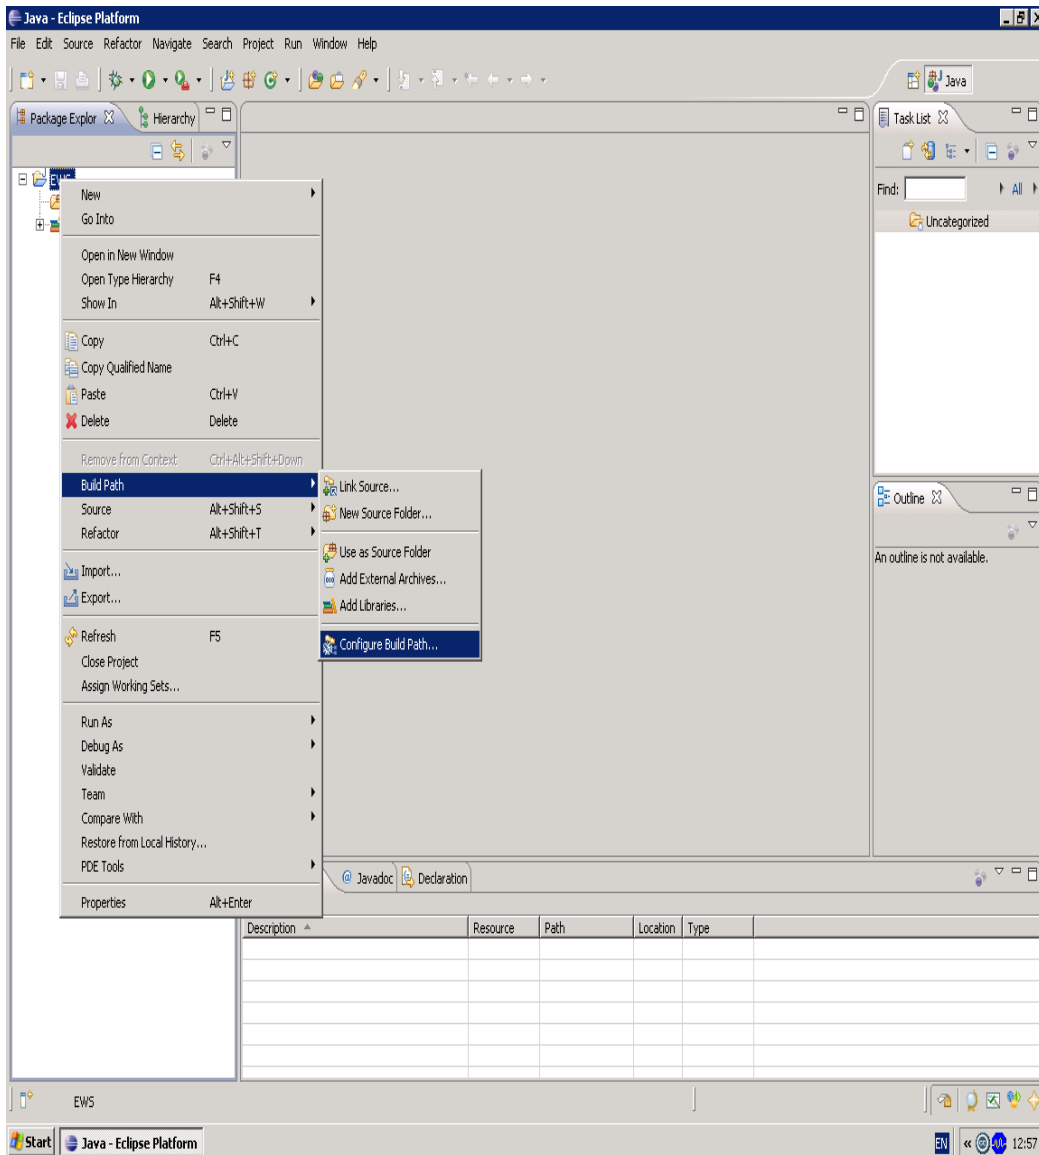 Java - Eclipse Platform
File Edit Source Refactor Navigate Search Project Run Window Help
Java
Package Explor Hierarchy
Task List
Find: All
Uncategorized
New
Go Into
Open in New Window
Open Type Hierarchy F4
Show In Alt+Shift+W
Copy Ctrl+C
Copy Qualified Name
Paste Ctrl+V
Delete Delete
Remove from Context Ctrl+Alt+Shift+Down
Build Path
Source Alt+Shift+S
Refactor Alt+Shift+T
Import...
Export...
Refresh F5
Close Project
Assign Working Sets...
Run As
Debug As
Validate
Team
Compare With
Restore from Local History...
PDE Tools
Properties Alt+Enter
Link Source...
New Source Folder...
Use as Source Folder
Add External Archives...
Add Libraries...
Configure Build Path...
Outline
An outline is not available.
@ Javadoc Declaration
Description Resource Path Location Type
EWS
Start Java - Eclipse Platform EN « 12:57